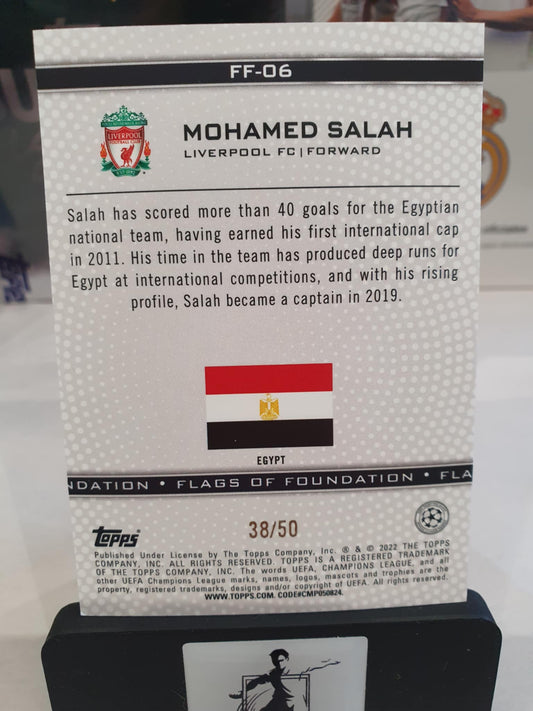 FF-06
LIVERPOOL
FOOTBALL CLUB
EST·1892
MOHAMED SALAH
LIVERPOOL FC | FORWARD
Salah has scored more than 40 goals for the Egyptian
national team, having earned his first international cap
in 2011. His time in the team has produced deep runs for
Egypt at international competitions, and with his rising
profile, Salah became a captain in 2019.
EGYPT
NDATION • FLAGS OF FOUNDATION • FLA
Topps
38/50
Published Under License by The Topps Company, Inc. ® & © 2022 THE TOPPS
COMPANY, INC. ALL RIGHTS RESERVED. TOPPS IS A REGISTERED TRADEMARK
OF THE TOPPS COMPANY, INC. The words UEFA, CHAMPIONS LEAGUE, and all
other UEFA Champions League marks, names, logos, mascots and trophies are the
property, registered trademarks, designs and/or copyright of UEFA. All rights reserved.
WWW.TOPPS.COM. CODE#CMP050824.